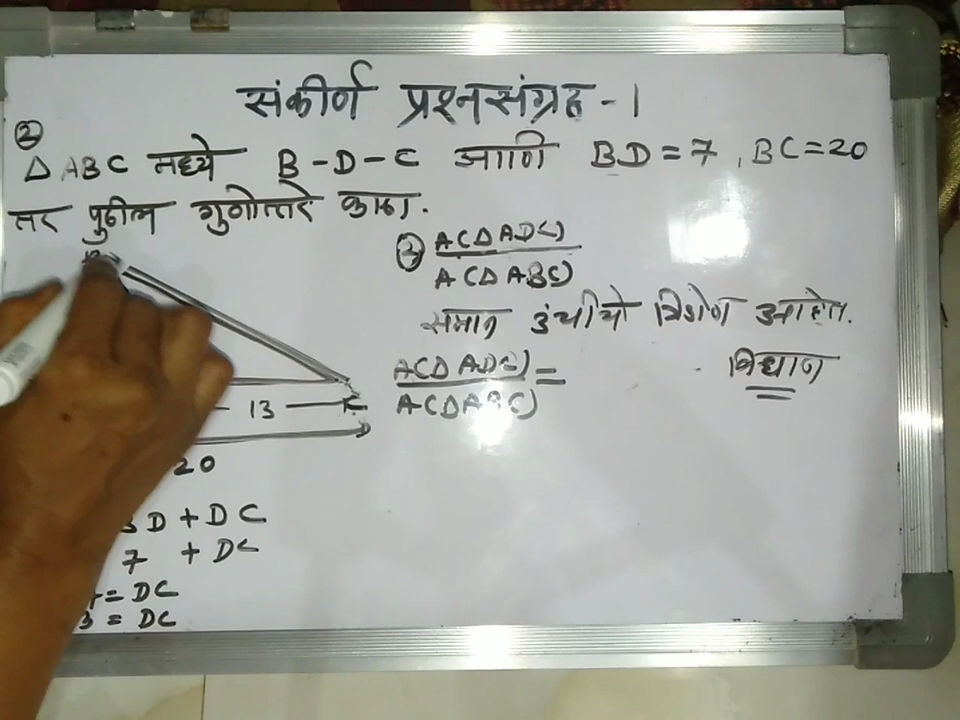 संकीर्ण प्रश्नसंग्रह - 1
②
Δ ABC मध्ये B-D-C आणि BD = 7, BC = 20
तर पुढील गुणोत्तरे काढा.
A(Δ ADC)
A(Δ ABC)
समान उंचीचे त्रिकोण आहेत.
A(Δ ADC) =
A(Δ ABC)
विधान
- 13 -
C
20
BD + DC
7 + DC
= DC
3 = DC